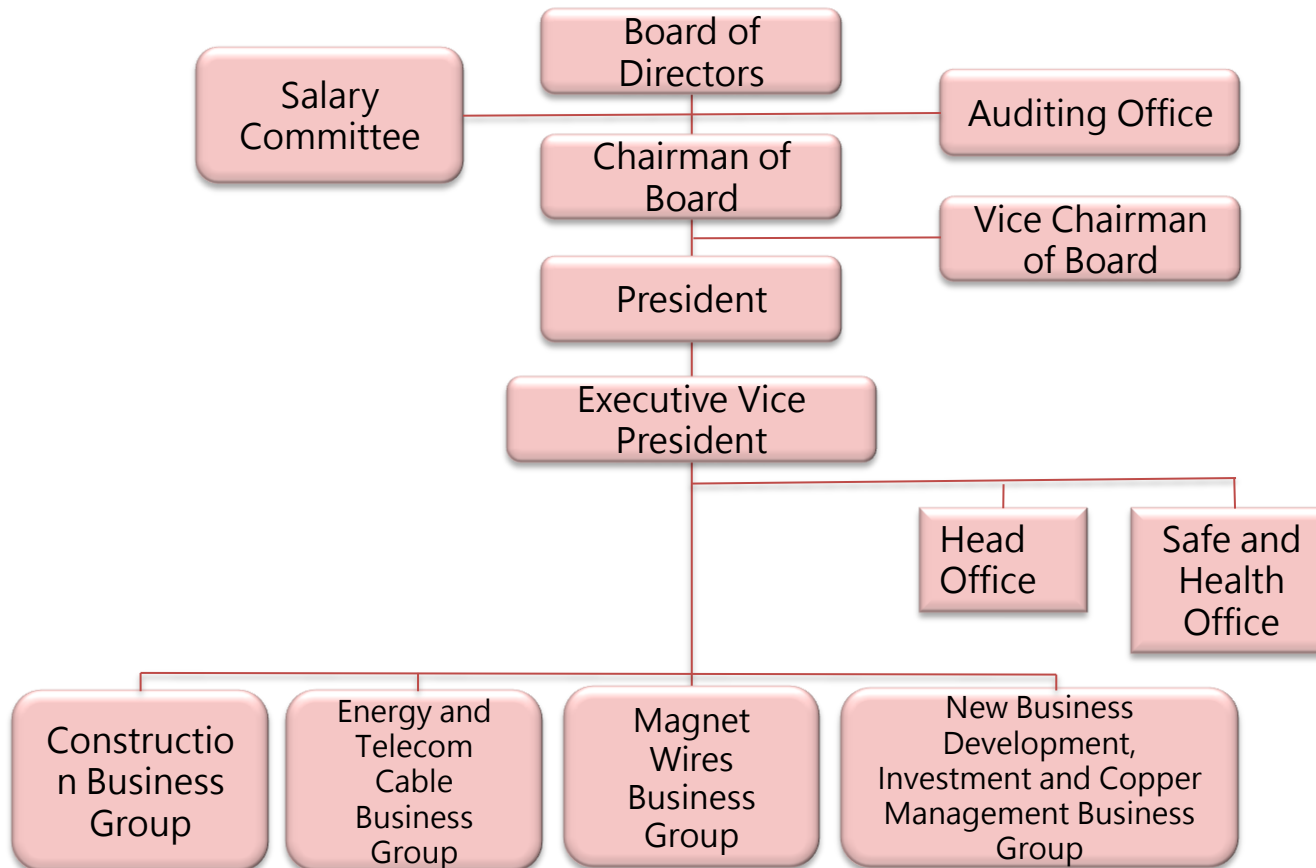 Board of
Directors
Salary
Committee
Auditing Office
Chairman of
Board
Vice Chairman
of Board
President
Executive Vice
President
Head
Office
Safe and
Health
Office
Constructio
n Business
Group
Energy and
Telecom
Cable
Business
Group
Magnet
Wires
Business
Group
New Business
Development,
Investment and Copper
Management Business
Group